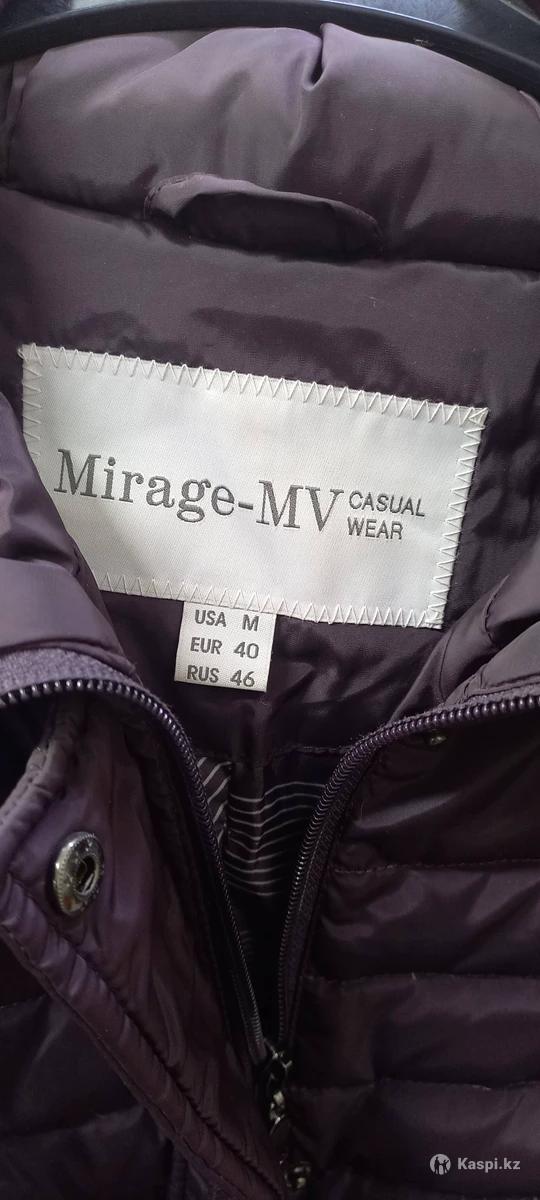 Mirage-MV CASUAL
WEAR
USA M
EUR 40
RUS 46
Kaspi.kz